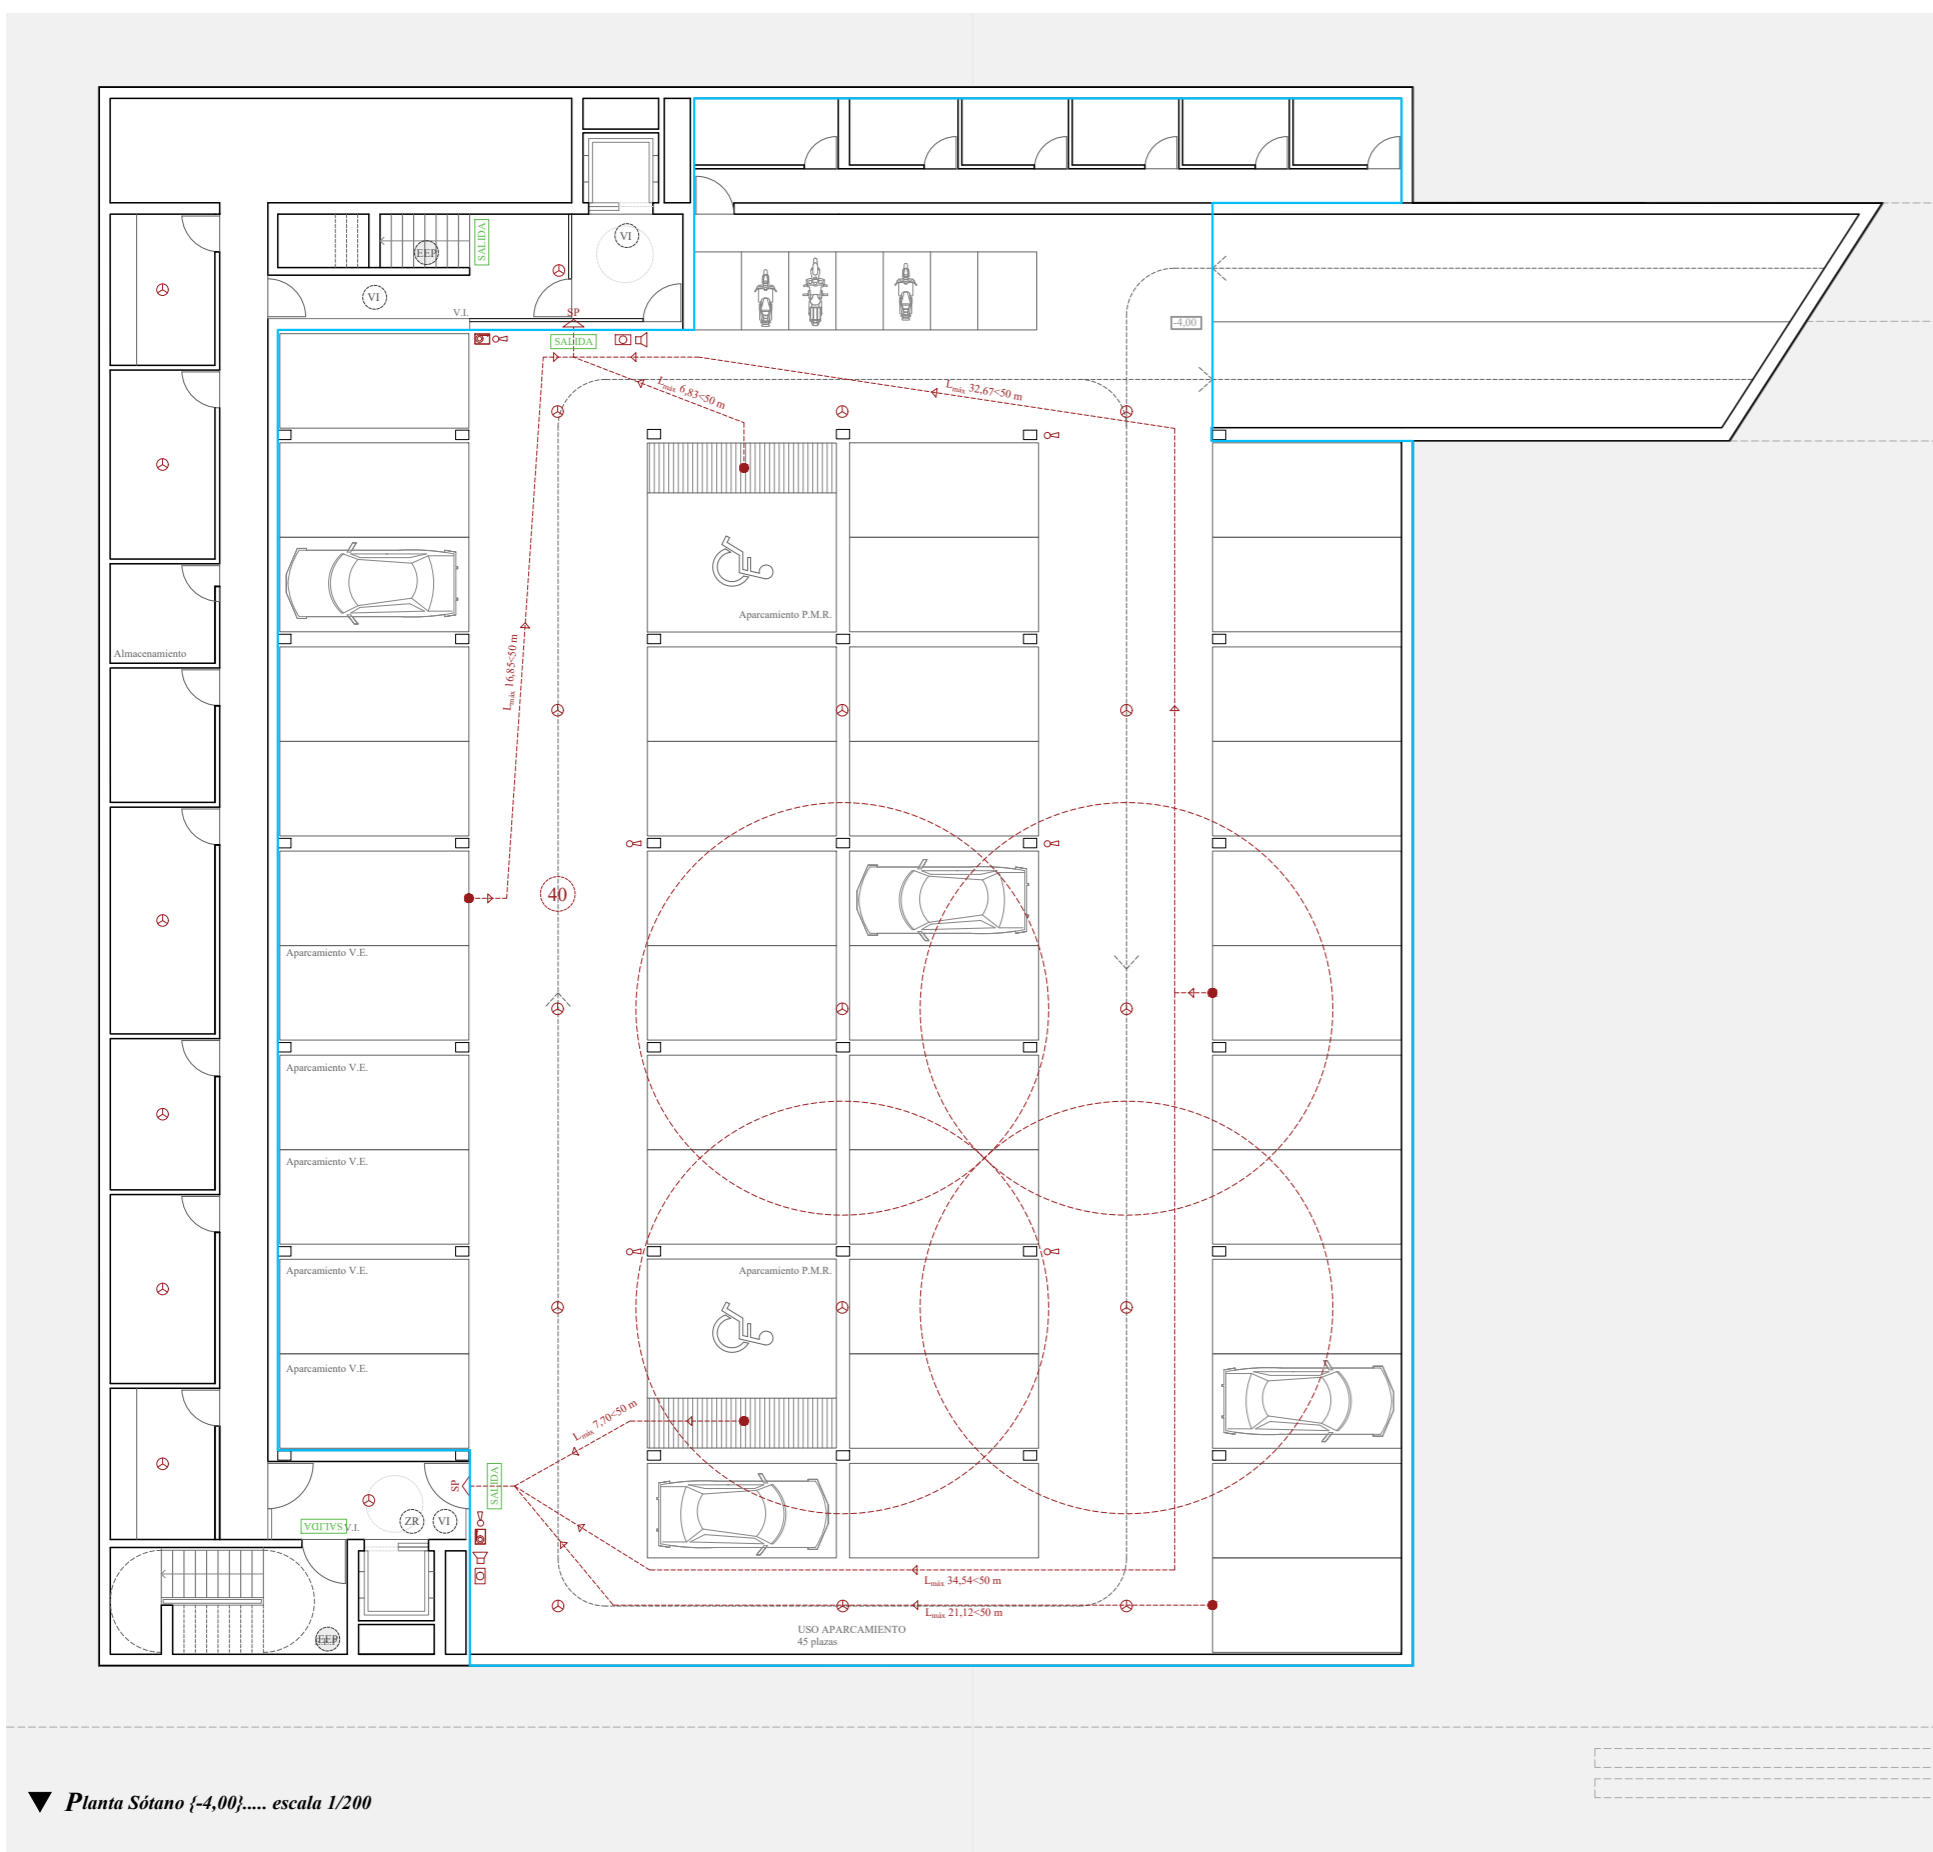 VI
SALIDA
EEP
VI
V.I.
SP
SALIDA
-4,00
Lmáx 6,83<50 m
Lmáx 32,67<50 m
Aparcamiento P.M.R.
Almacenamiento
Lmáx 16,85<50 m
40
Aparcamiento V.E.
Aparcamiento V.E.
Aparcamiento V.E.
Aparcamiento V.E.
Aparcamiento P.M.R.
Aparcamiento V.E.
Lmáx 7,70<50 m
SP
SALIDA
SALIDA
V.I.
ZR
VI
Lmáx 34,54<50 m
Lmáx 21,12<50 m
USO APARCAMIENTO
45 plazas
EEP
Planta Sótano {-4,00}..... escala 1/200